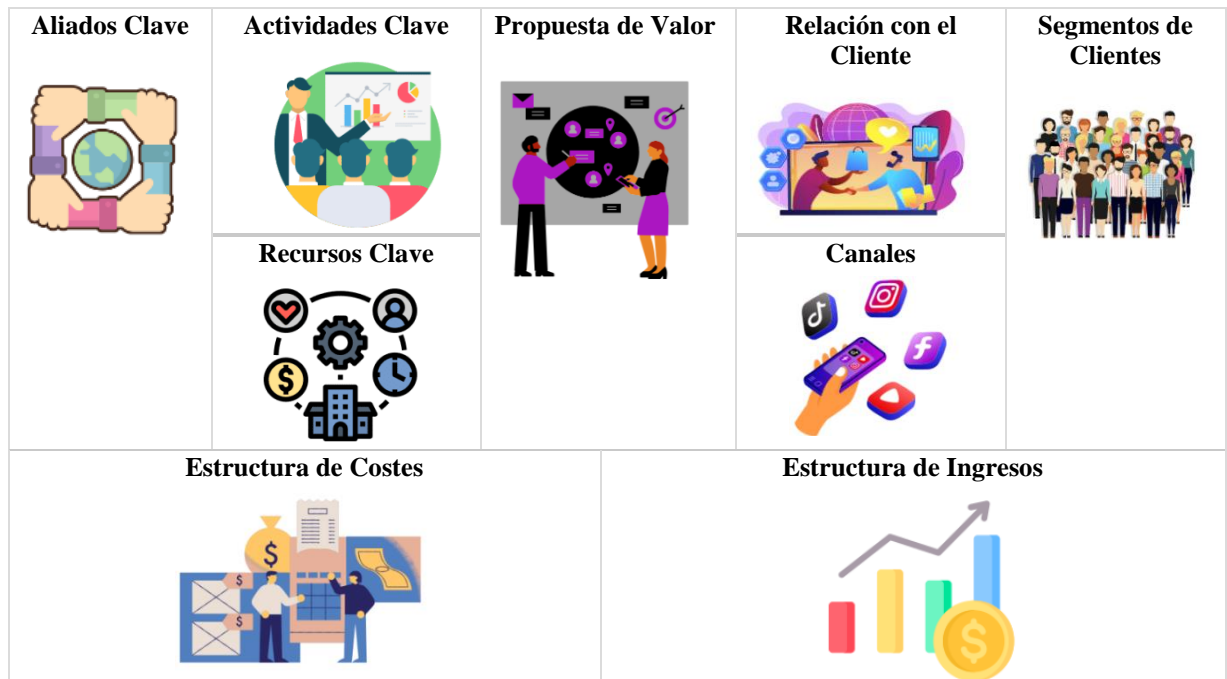 Aliados Clave
Actividades Clave
Propuesta de Valor
Relación con el
Cliente
Segmentos de
Clientes
Recursos Clave
Canales
Estructura de Costes
Estructura de Ingresos